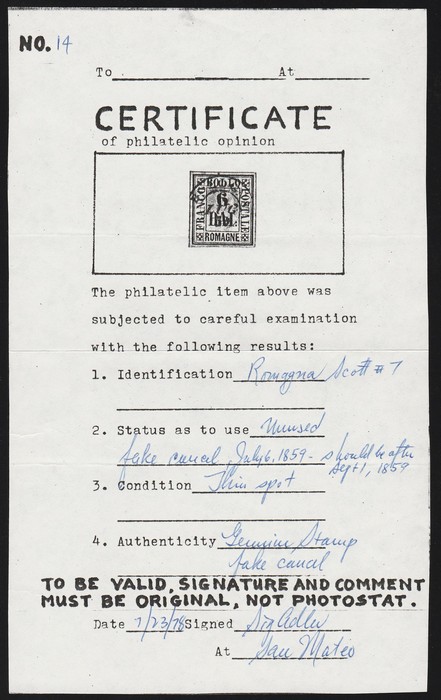 NO. 14
To At
CERTIFICATE
of philatelic opinion
FRANCO BOLLO POSTALE
6
BAI.
ROMAGNE
The philatelic item above was
subjected to careful examination
with the following results:
1. Identification Romagna Scott # 7
2. Status as to use Unused
fake cancel, July 6, 1859 - should be after
Sept 1, 1859
3. Condition Thin spot
4. Authenticity Genuine Stamp
fake cancel
TO BE VALID, SIGNATURE AND COMMENT
MUST BE ORIGINAL, NOT PHOTOSTAT.
Date 7/23/78 Signed Sig Adler
At San Mateo